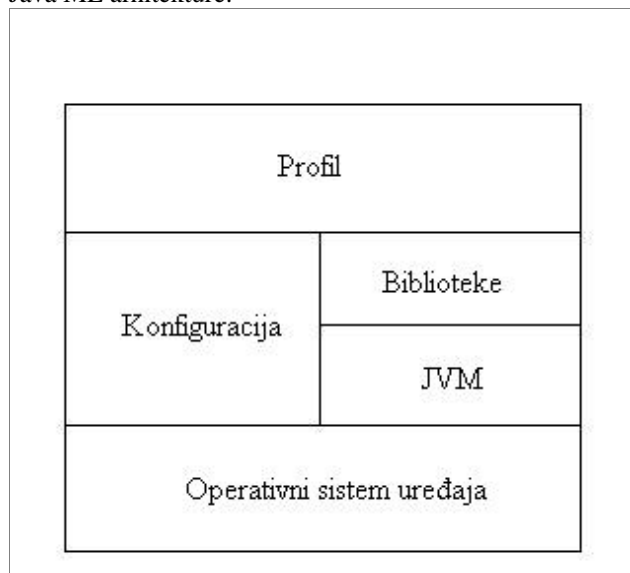 Java ME arhitekture.
Profil
Konfiguracija
Biblioteke
JVM
Operativni sistem uređaja